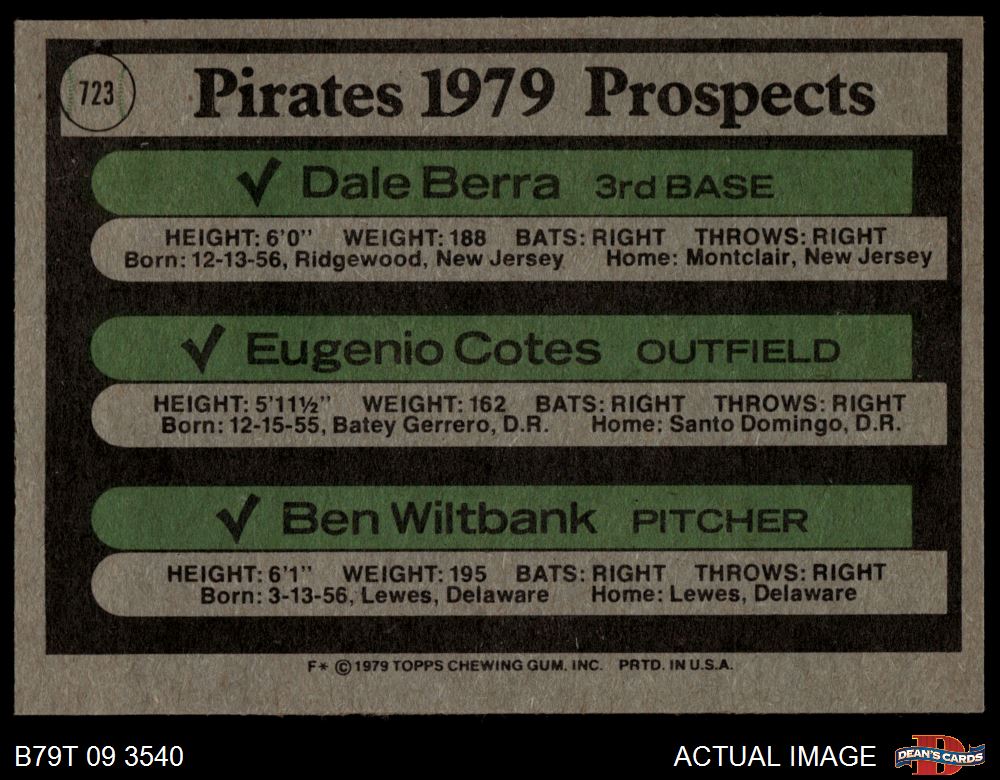 723
Pirates 1979 Prospects
✓ Dale Berra 3rd BASE
HEIGHT: 6'0" WEIGHT: 188 BATS: RIGHT THROWS: RIGHT
Born: 12-13-56, Ridgewood, New Jersey Home: Montclair, New Jersey
✓ Eugenio Cotes OUTFIELD
HEIGHT: 5'11½" WEIGHT: 162 BATS: RIGHT THROWS: RIGHT
Born: 12-15-55, Batey Gerrero, D.R. Home: Santo Domingo, D.R.
✓ Ben Wiltbank PITCHER
HEIGHT: 6'1" WEIGHT: 195 BATS: RIGHT THROWS: RIGHT
Born: 3-13-56, Lewes, Delaware Home: Lewes, Delaware
F* © 1979 TOPPS CHEWING GUM. INC. PRTD. IN U.S.A.
B79T 09 3540 ACTUAL IMAGE
D
DEAN'S CARDS